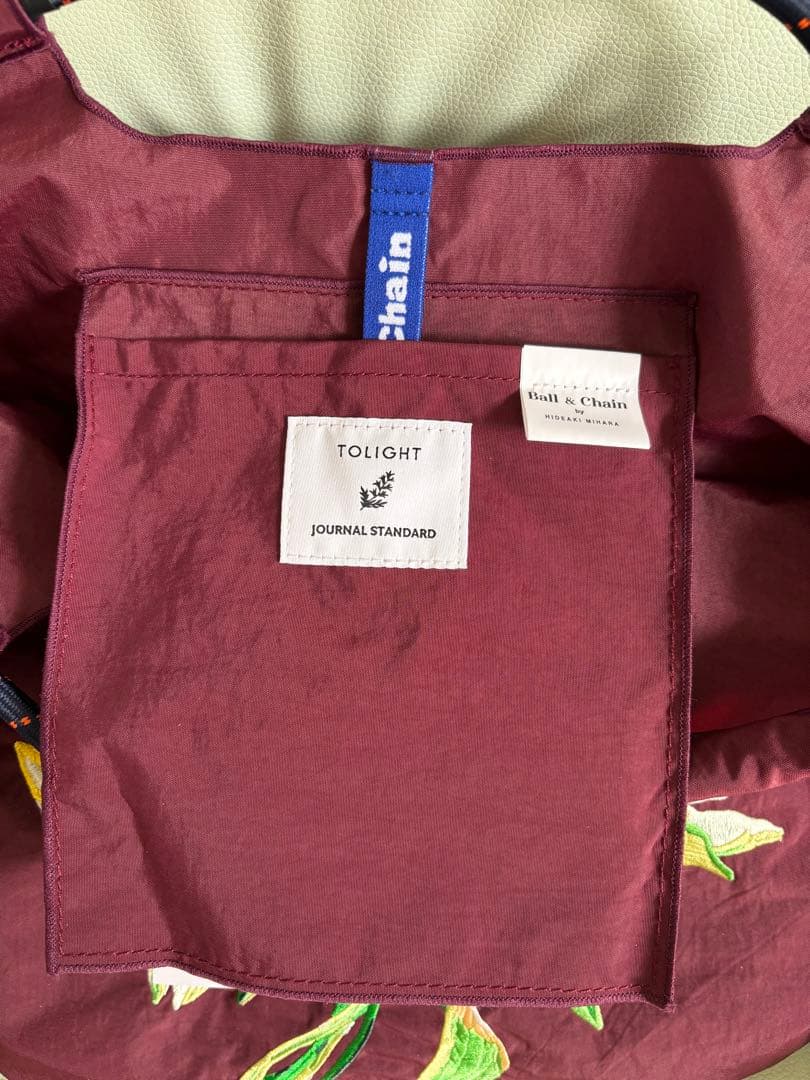 chain
Ball & Chain
by
HIDEAKI MIHARA
TOLIGHT
JOURNAL STANDARD